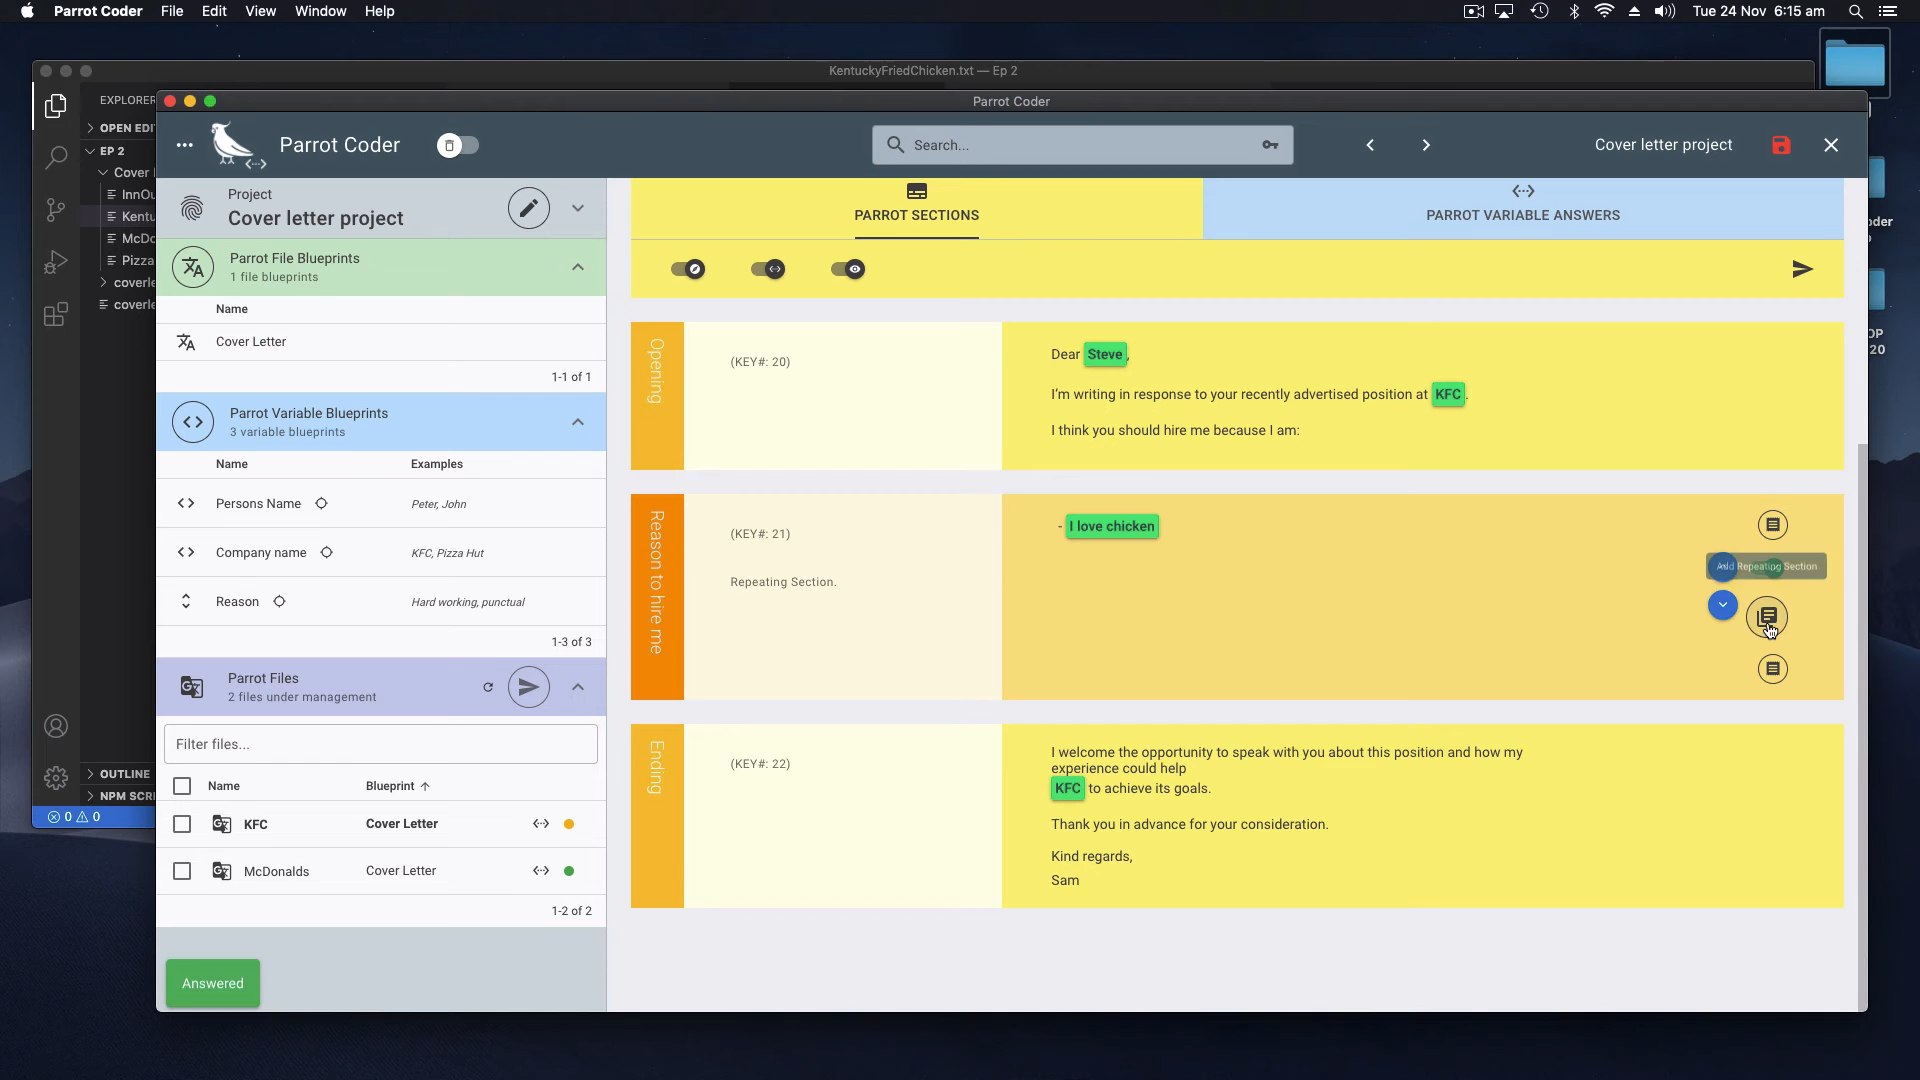 Parrot Coder File Edit View Window Help
Tue 24 Nov 6:15 am
KentuckyFriedChicken.txt — Ep 2
EXPLORER
OPEN EDI
EP 2
Cover
InnOu
Kentu
McDo
Pizza
coverle
coverle
OUTLINE
NPM SCRI
0 0
Parrot Coder
Parrot Coder
Search...
Cover letter project
Project
Cover letter project
Parrot File Blueprints
1 file blueprints
Name
Cover Letter
1-1 of 1
Parrot Variable Blueprints
3 variable blueprints
Name Examples
Persons Name Peter, John
Company name KFC, Pizza Hut
Reason Hard working, punctual
1-3 of 3
Parrot Files
2 files under management
Filter files...
Name Blueprint
KFC Cover Letter
McDonalds Cover Letter
1-2 of 2
Answered
PARROT SECTIONS
PARROT VARIABLE ANSWERS
Opening
(KEY#: 20)
Dear Steve,
I'm writing in response to your recently advertised position at KFC.
I think you should hire me because I am:
Reason to hire me
(KEY#: 21)
Repeating Section.
- I love chicken
Add Repeating Section
Ending
(KEY#: 22)
I welcome the opportunity to speak with you about this position and how my
experience could help
KFC to achieve its goals.
Thank you in advance for your consideration.
Kind regards,
Sam
oder
OP
20